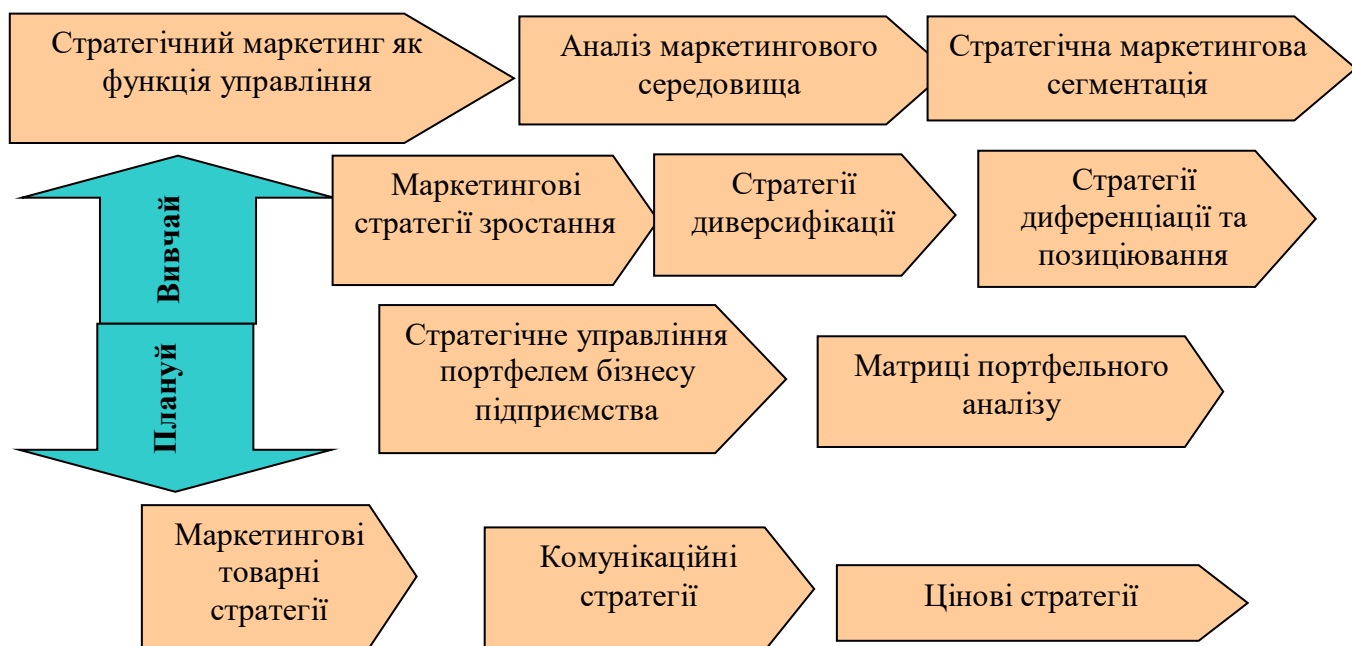 Стратегічний маркетинг як
функція управління
Аналіз маркетингового
середовища
Стратегічна маркетингова
сегментація
Вивчай
Маркетингові
стратегії зростання
Стратегії
диверсифікації
Стратегії
диференціації та
позиціювання
Плануй
Стратегічне управління
портфелем бізнесу
підприємства
Матриці портфельного
аналізу
Маркетингові
товарні
стратегії
Комунікаційні
стратегії
Цінові стратегії